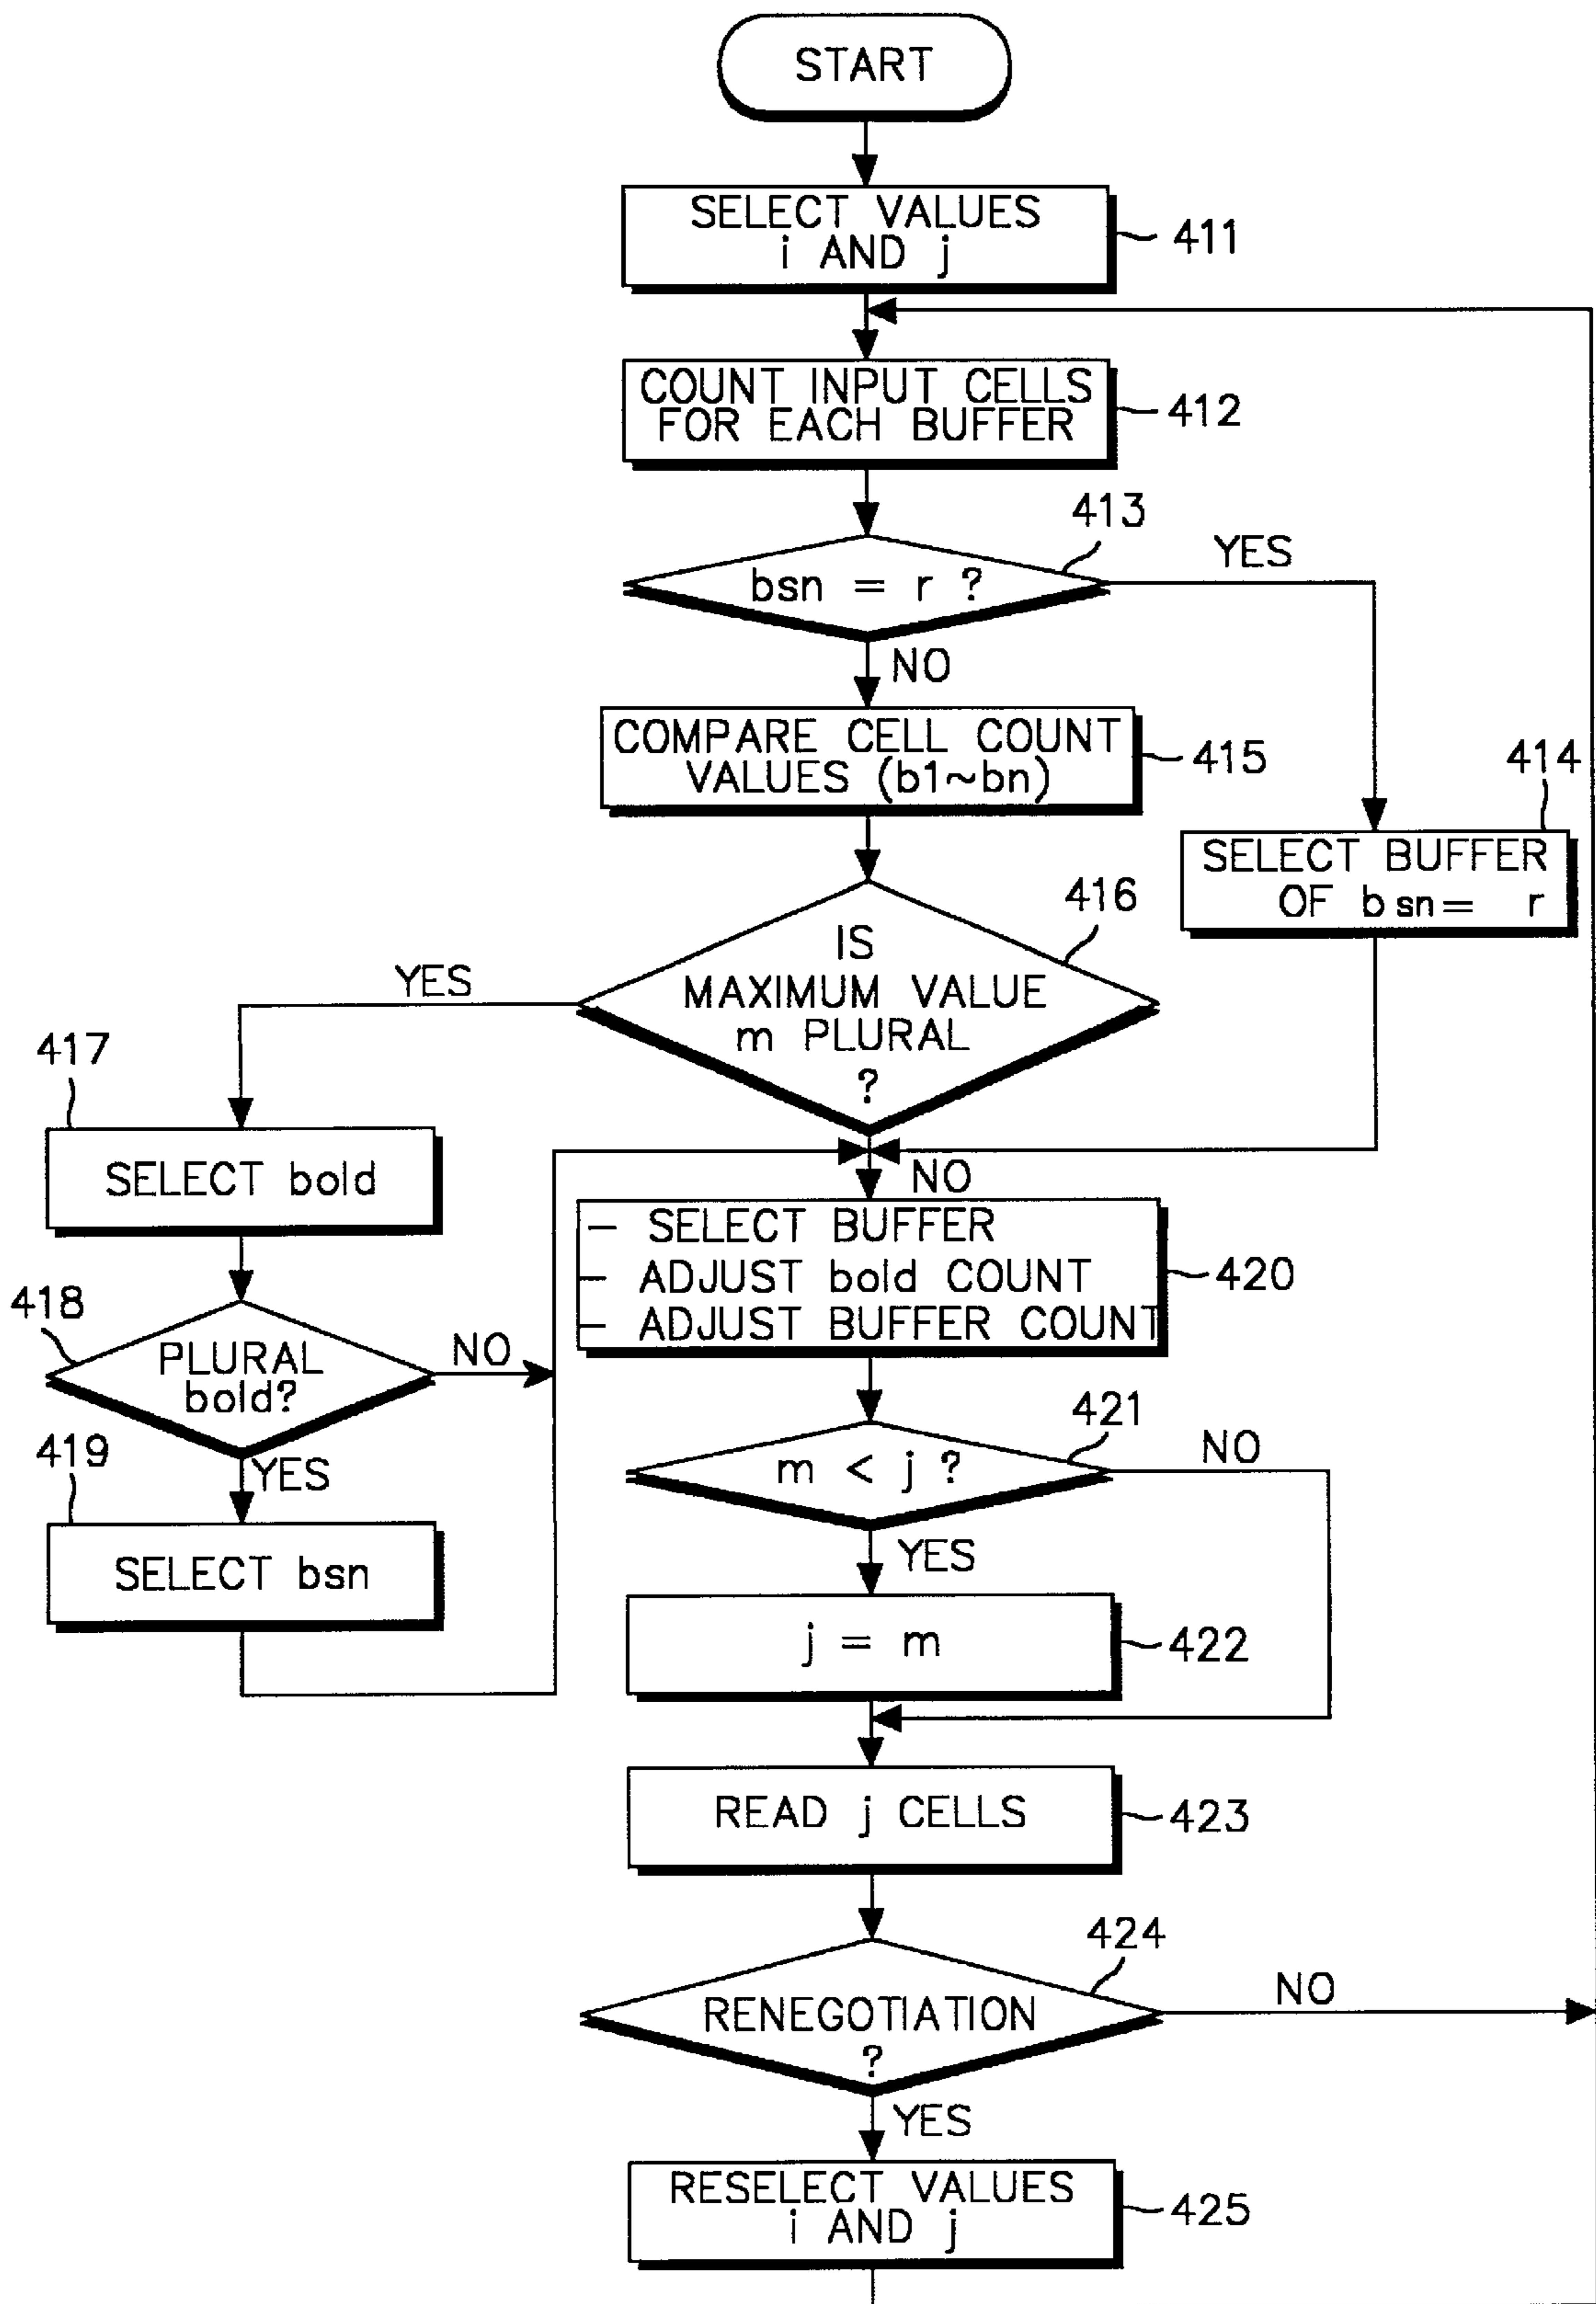 START
SELECT VALUES
i AND j
411
COUNT INPUT CELLS
FOR EACH BUFFER
412
413
bsn = r ?
YES
NO
COMPARE CELL COUNT
VALUES (b1~bn)
415
414
SELECT BUFFER
OF bsn= r
416
IS
MAXIMUM VALUE
m PLURAL
?
YES
NO
417
SELECT bold
418
PLURAL
bold?
NO
YES
419
SELECT bsn
- SELECT BUFFER
- ADJUST bold COUNT
- ADJUST BUFFER COUNT
420
421
m < j ?
NO
YES
j = m
422
READ j CELLS
423
424
RENEGOTIATION
?
NO
YES
RESELECT VALUES
i AND j
425